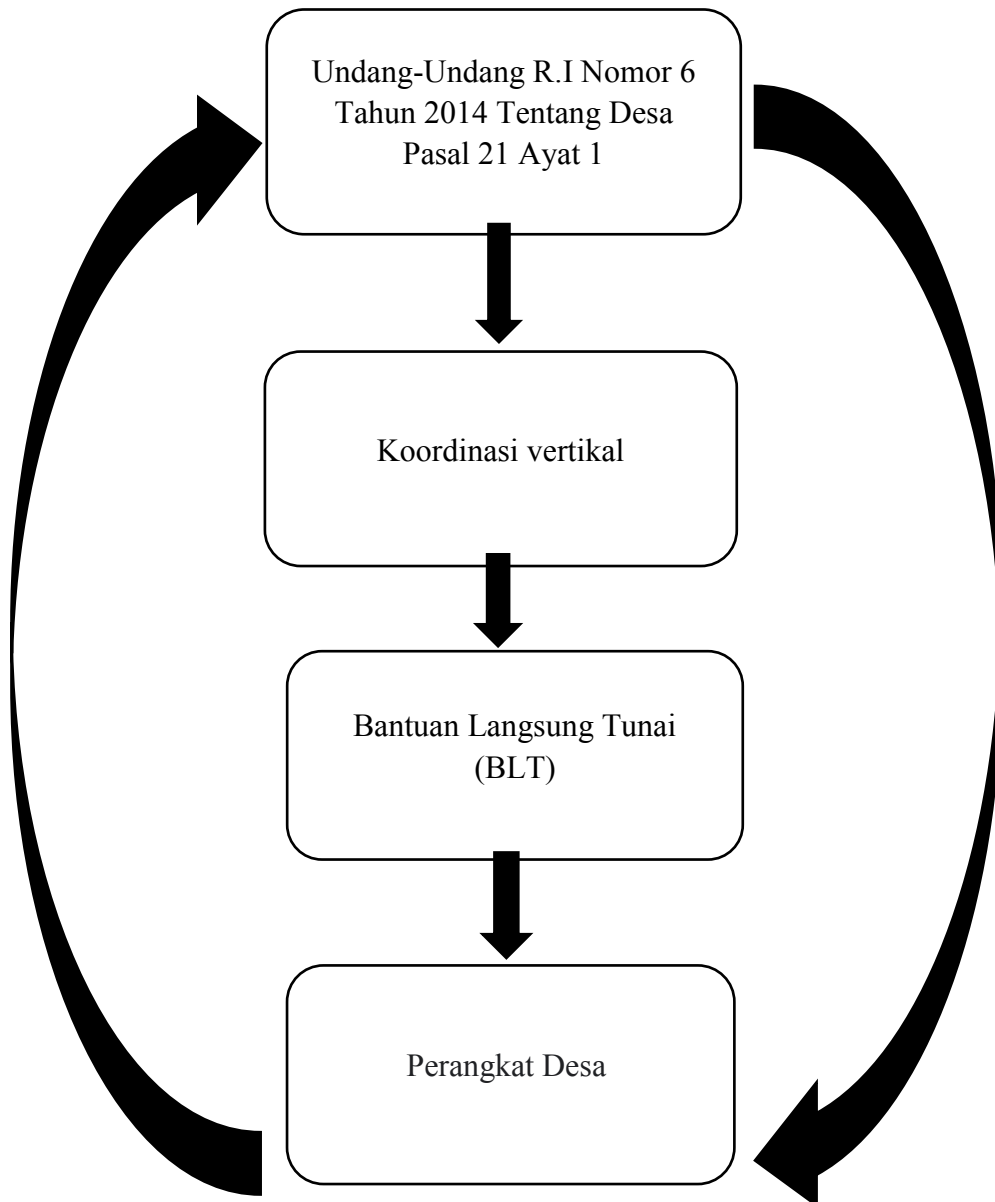 Undang-Undang R.I Nomor 6
Tahun 2014 Tentang Desa
Pasal 21 Ayat 1
Koordinasi vertikal
Bantuan Langsung Tunai
(BLT)
Perangkat Desa